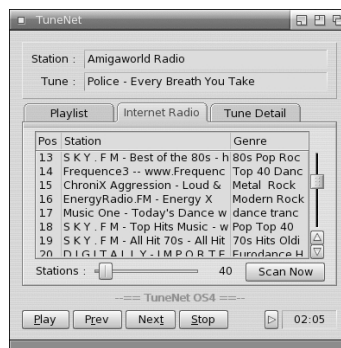 TuneNet
Station : Amigaworld Radio
Tune : Police - Every Breath You Take
Playlist Internet Radio Tune Detail
Pos Station Genre
13 S K Y . F M - Best of the 80s - h 80s Pop Roc
14 Frequence3 -- www.Frequenc Top 40 Danc
15 ChroniX Aggression - Loud & Metal Rock
16 EnergyRadio.FM - Energy X Modern Rock
17 Music One - Today's Dance w dance tranc
18 S K Y . F M - Top Hits Music - w Pop Top 40
19 S K Y . F M - All Hit 70s - All Hit 70s Hits Oldi
20 D I G I T A L L Y - I M P O R T E Eurodance H
Stations : 40 Scan Now
--== TuneNet OS4 ==--
Play Prev Next Stop 02:05